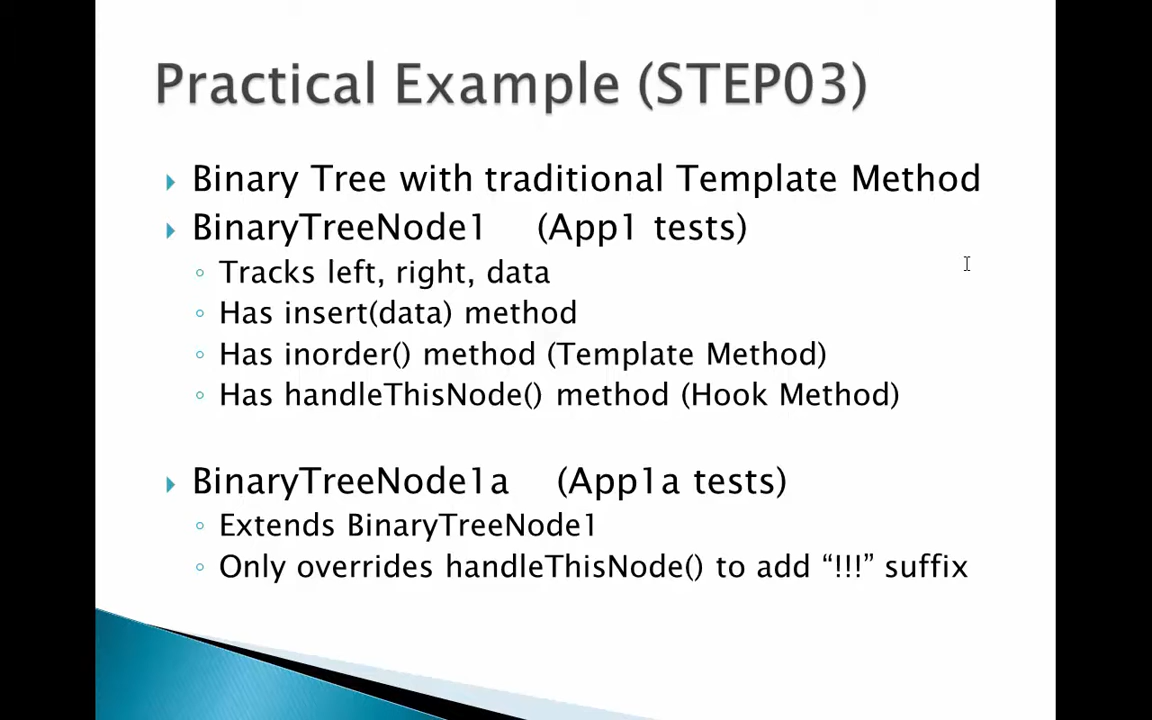 Practical Example (STEP03)
Binary Tree with traditional Template Method
BinaryTreeNode1 (App1 tests)
Tracks left, right, data
Has insert(data) method
Has inorder() method (Template Method)
Has handleThisNode() method (Hook Method)
BinaryTreeNode1a (App1a tests)
Extends BinaryTreeNode1
Only overrides handleThisNode() to add “!!!” suffix